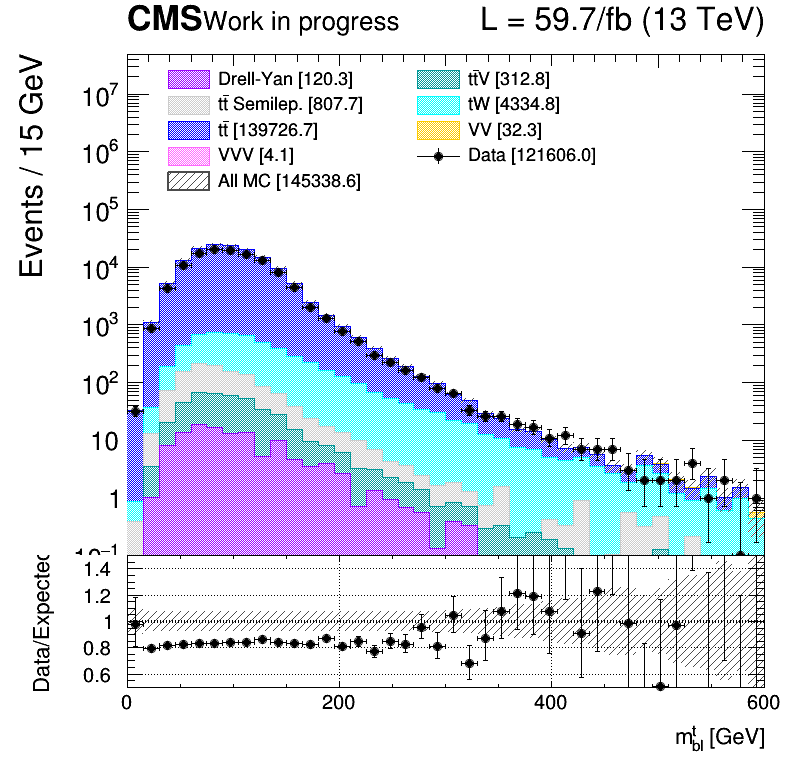 CMS Work in progress L = 59.7/fb (13 TeV)
Events / 15 GeV
Drell-Yan [120.3] tt̄V [312.8]
tt̄ Semilep. [807.7] tW [4334.8]
tt̄ [139726.7] VV [32.3]
VVV [4.1] Data [121606.0]
All MC [145338.6]
10⁷
10⁶
10⁵
10⁴
10³
10²
10
1
10⁻¹
Data/Expected
1.4
1.2
1
0.8
0.6
0 200 400 600
mᵗbl [GeV]